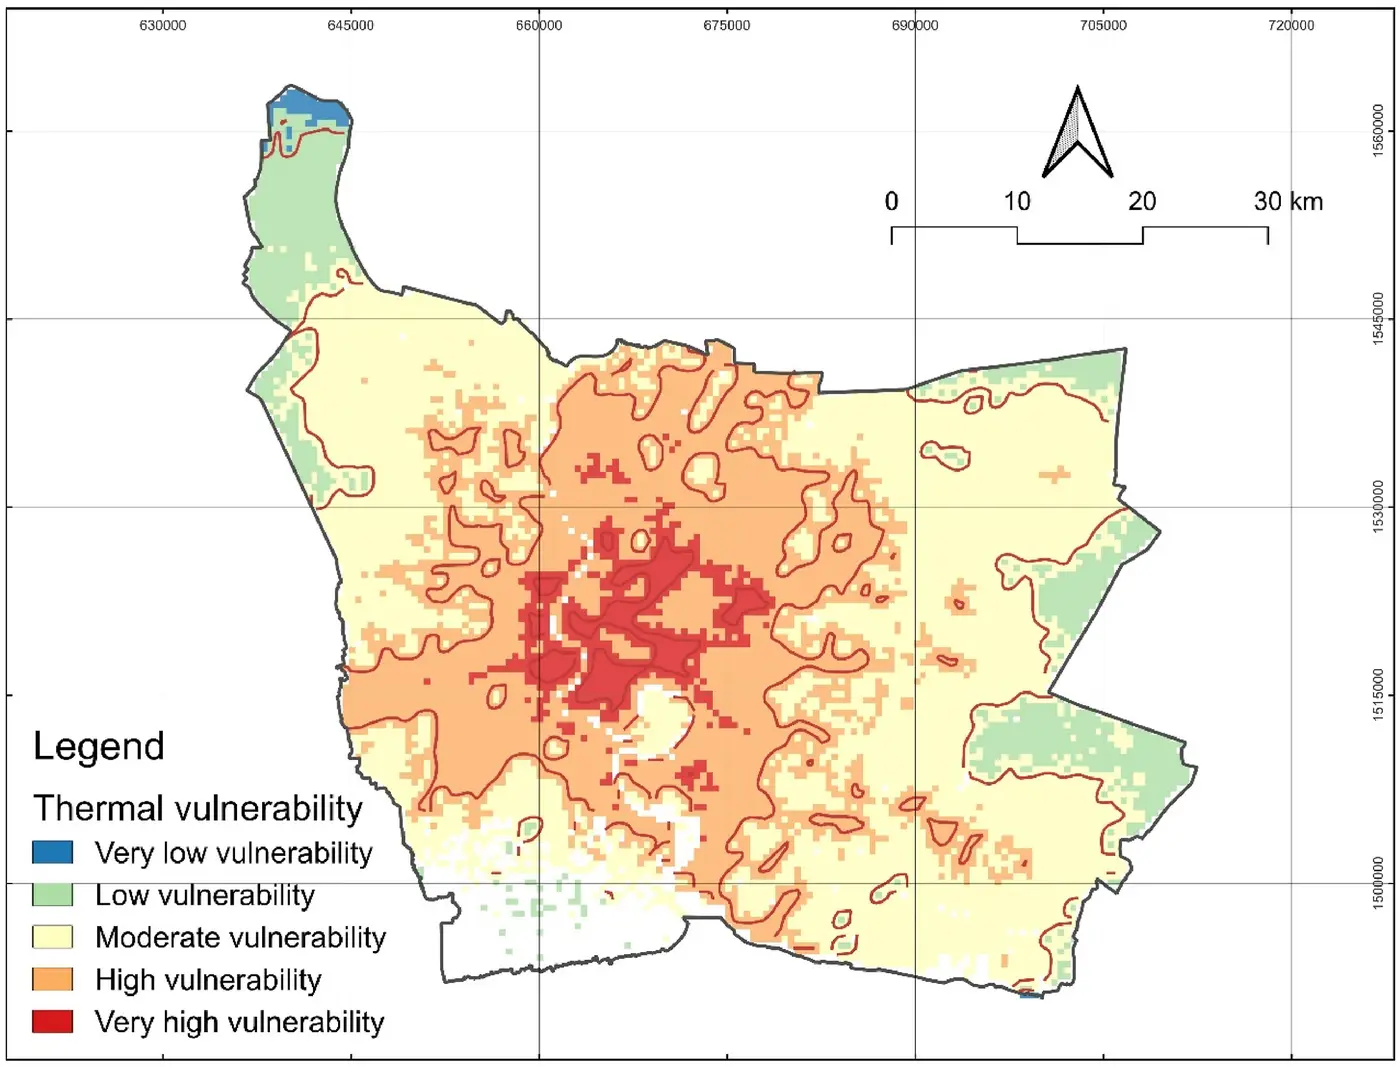 630000 645000 660000 675000 690000 705000 720000
1560000
0 10 20 30 km
1545000
1530000
1515000
Legend
Thermal vulnerability
Very low vulnerability
Low vulnerability
1500000
Moderate vulnerability
High vulnerability
Very high vulnerability